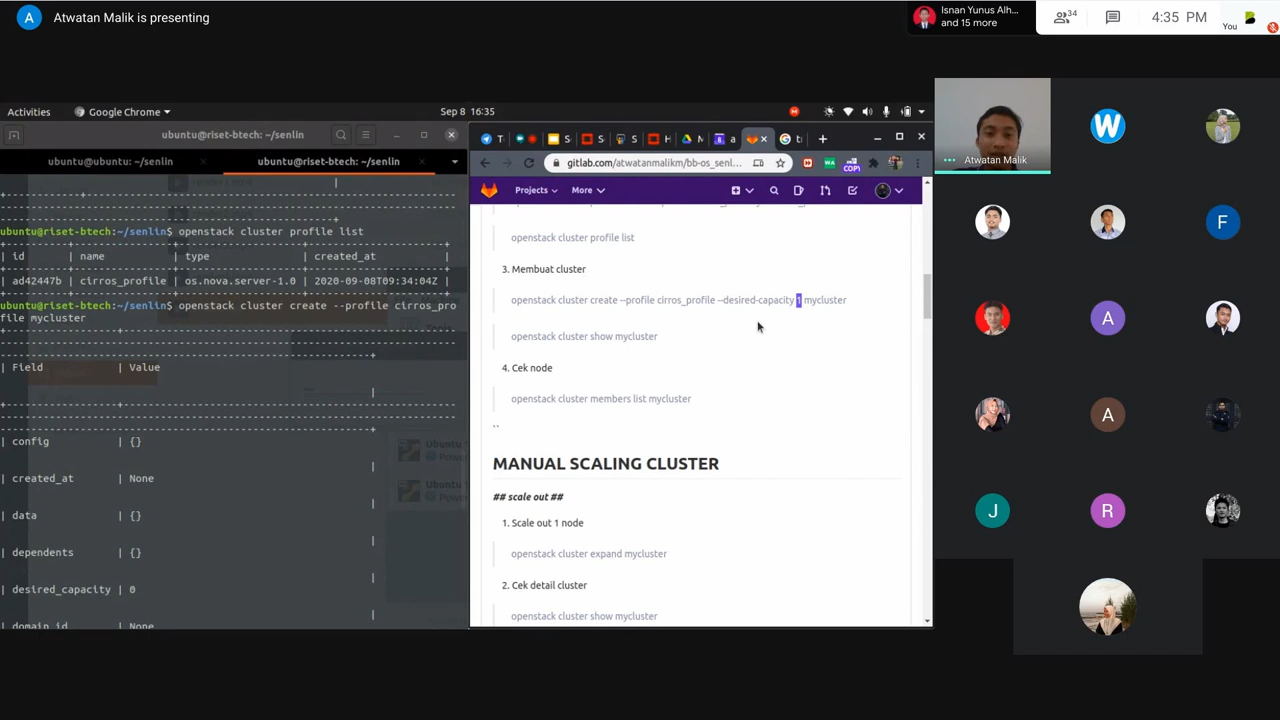 A
Atwatan Malik is presenting
Isnan Yunus Alh...
and 15 more
34
4:35 PM
You
Activities
Google Chrome
Sep 8 16:35
ubuntu@riset-btech: ~/senlin
ubuntu@ubuntu: ~/senlin
ubuntu@riset-btech: ~/senlin
ubuntu@riset-btech:~/senlin$ openstack cluster profile list
| id | name | type | created_at |
| ad42447b | cirros_profile | os.nova.server-1.0 | 2020-09-08T09:34:04Z |
ubuntu@riset-btech:~/senlin$ openstack cluster create --profile cirros_pro
file mycluster
| Field | Value
| config | {}
| created_at | None
| data | {}
| dependents | {}
| desired_capacity | 0
| domain_id | None
gitlab.com/atwatanmalikm/bb-os_senl...
Projects
More
openstack cluster profile list
3. Membuat cluster
openstack cluster create --profile cirros_profile --desired-capacity 1 mycluster
openstack cluster show mycluster
4. Cek node
openstack cluster members list mycluster
``
MANUAL SCALING CLUSTER
## scale out ##
1. Scale out 1 node
openstack cluster expand mycluster
2. Cek detail cluster
openstack cluster show mycluster
Atwatan Malik
W
F
A
A
J
R